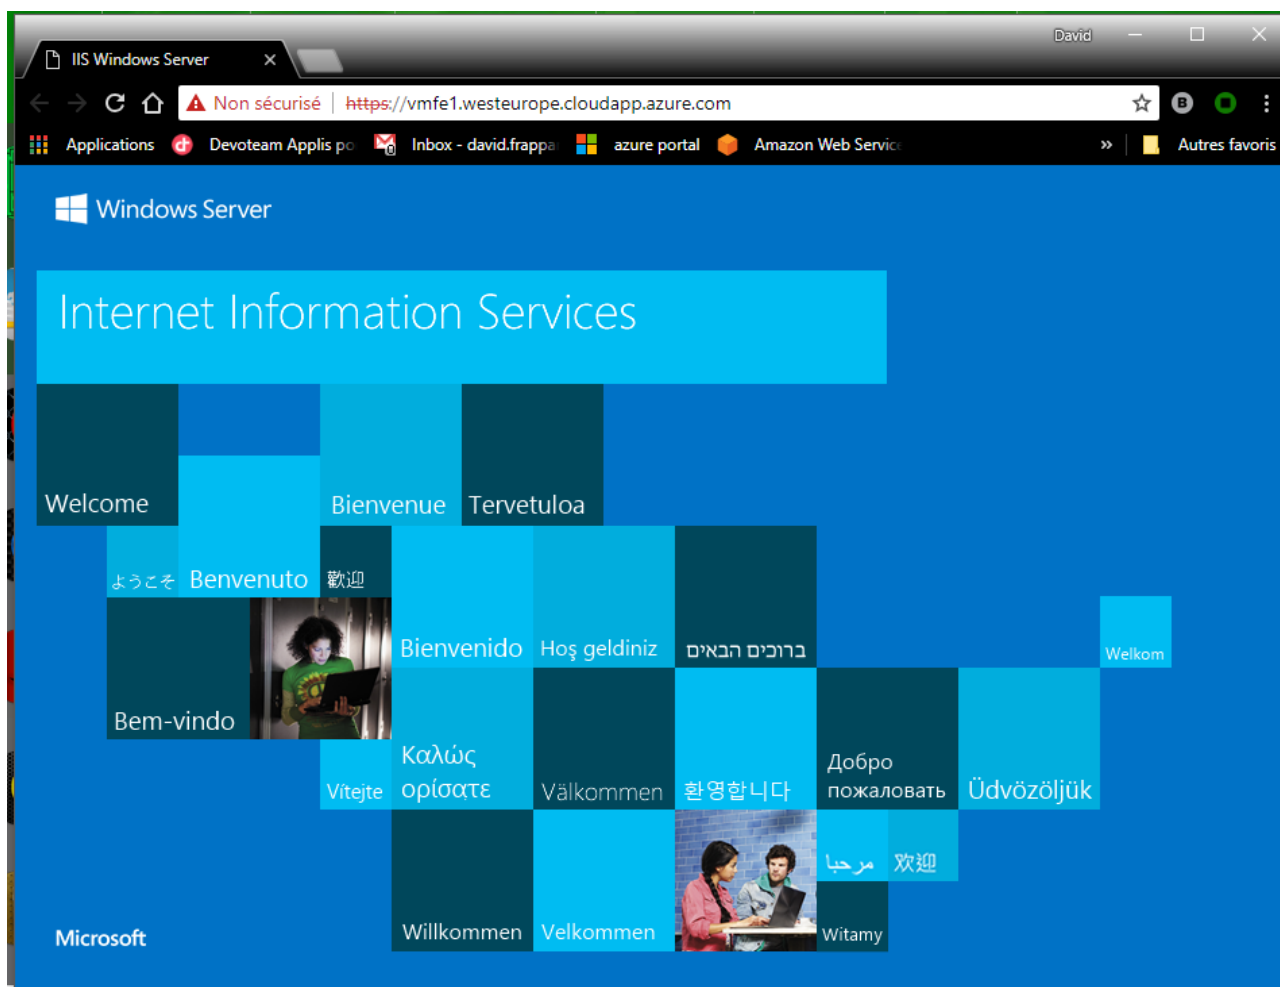 David
IIS Windows Server
Non sécurisé https://vmfe1.westeurope.cloudapp.azure.com
B
Applications Devoteam Applis po Inbox - david.frappa azure portal Amazon Web Service » Autres favoris
Windows Server
Internet Information Services
Welcome
Bienvenue
Tervetuloa
ようこそ
Benvenuto
歡迎
Bienvenido
Hoş geldiniz
ברוכים הבאים
Welkom
Bem-vindo
Vítejte
Καλώς
ορίσατε
Välkommen
환영합니다
Добро
пожаловать
Üdvözöljük
Willkommen
Velkommen
مرحبا
欢迎
Witamy
Microsoft